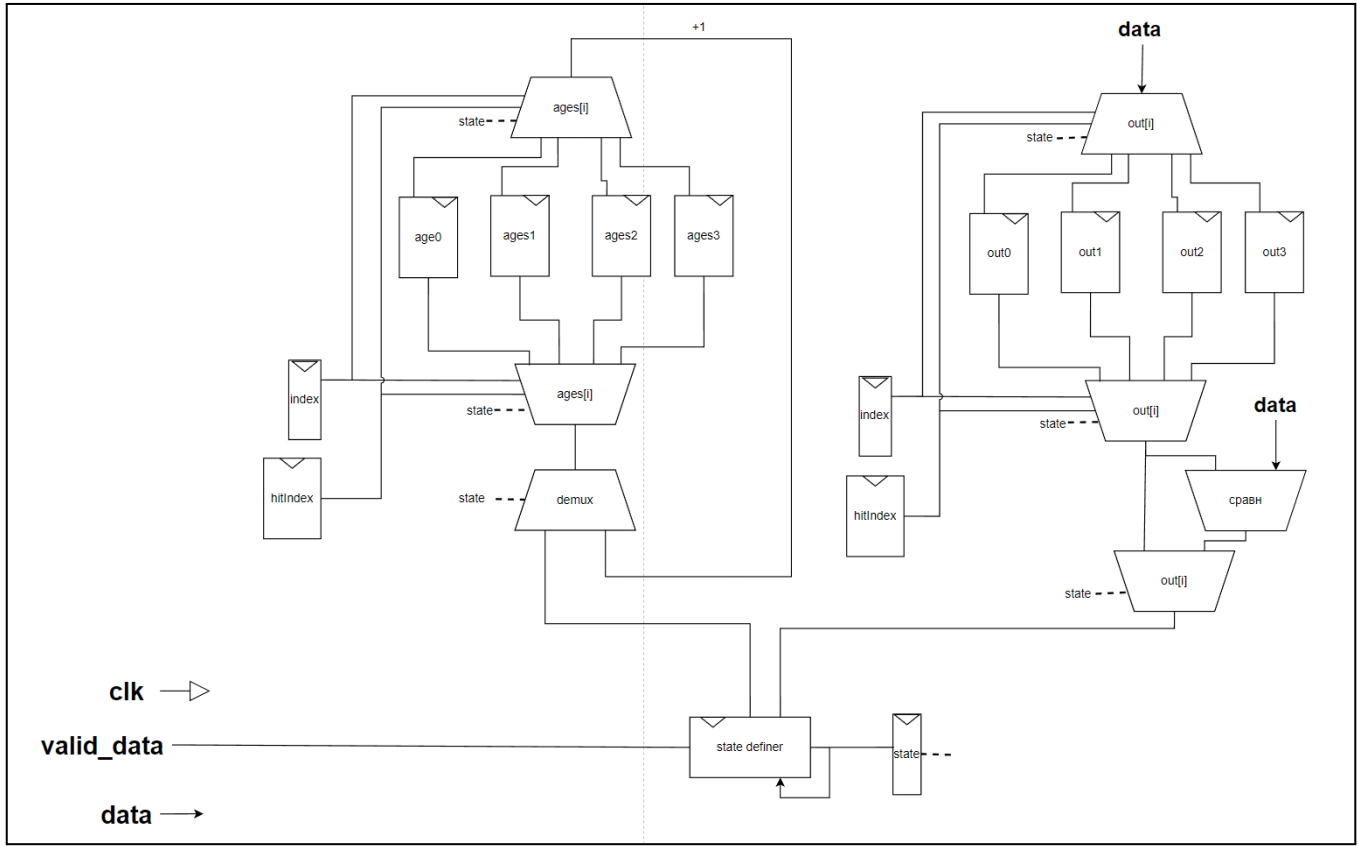 +1
data
ages[i]
state
out[i]
state
age0
ages1
ages2
ages3
out0
out1
out2
out3
index
ages[i]
state
index
out[i]
state
data
hitIndex
state
demux
hitIndex
сравн
out[i]
state
clk
valid_data
state definer
state
data